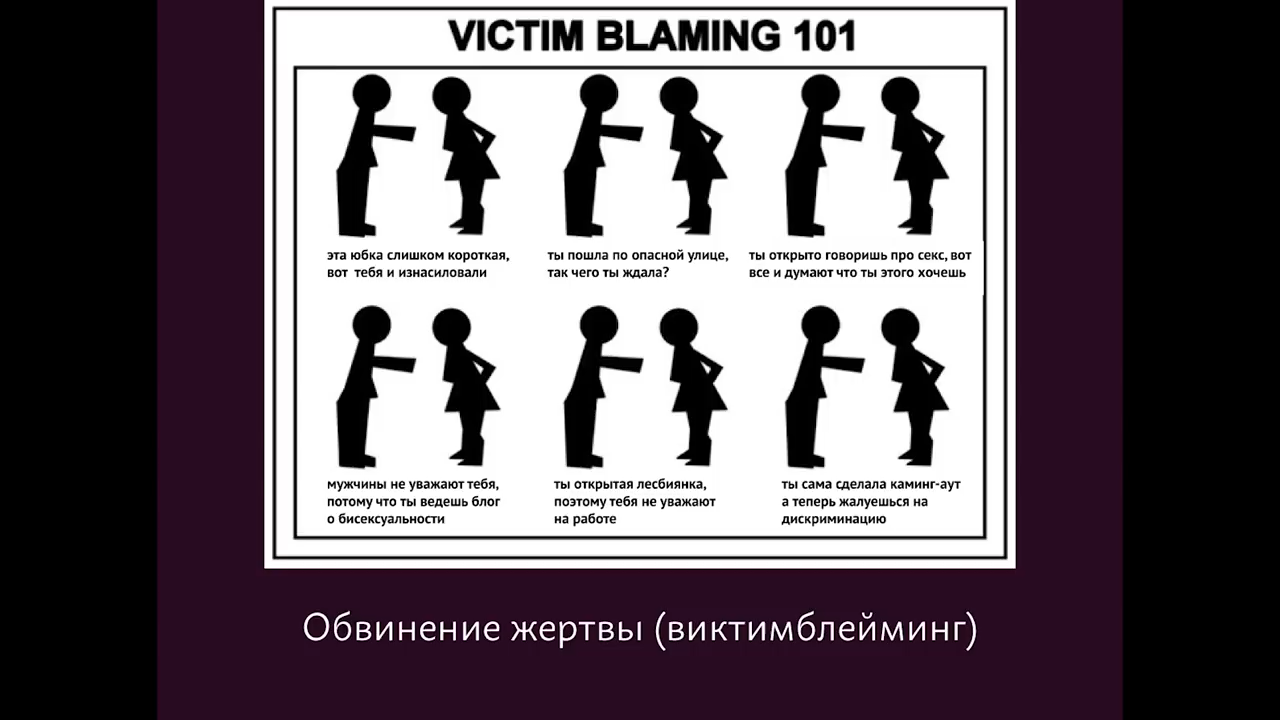 VICTIM BLAMING 101
эта юбка слишком короткая,
вот тебя и изнасиловали
ты пошла по опасной улице,
так чего ты ждала?
ты открыто говоришь про секс, вот
все и думают что ты этого хочешь
мужчины не уважают тебя,
потому что ты ведешь блог
о бисексуальности
ты открытая лесбиянка,
поэтому тебя не уважают
на работе
ты сама сделала каминг-аут
а теперь жалуешься на
дискриминацию
Обвинение жертвы (виктимблейминг)